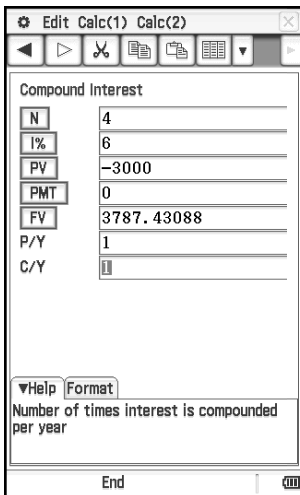 Edit Calc(1) Calc(2)
Compound Interest
N 4
I% 6
PV -3000
PMT 0
FV 3787.43088
P/Y 1
C/Y 1
▼Help Format
Number of times interest is compounded
per year
End